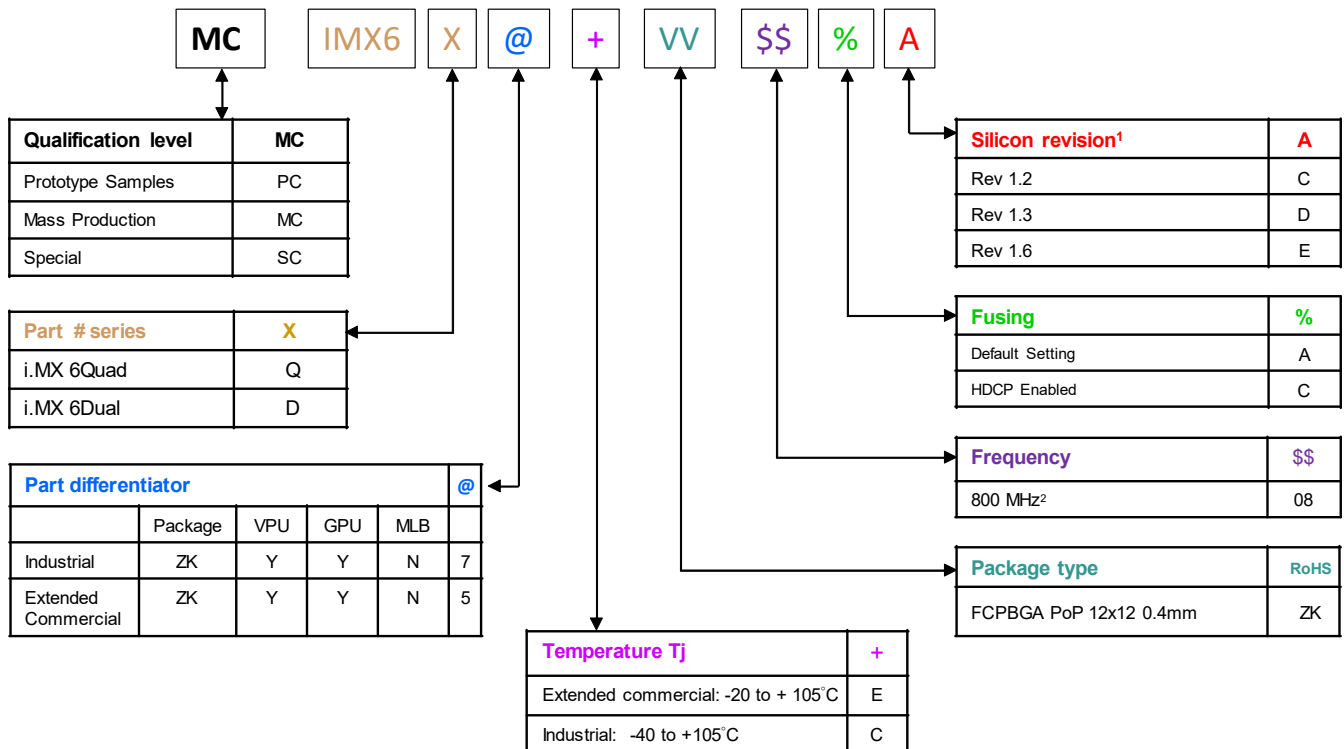 MC IMX6 X @ + VV $$ % A
Qualification level MC
Prototype Samples PC
Mass Production MC
Special SC
Part # series X
i.MX 6Quad Q
i.MX 6Dual D
Part differentiator @
Package VPU GPU MLB
Industrial ZK Y Y N 7
Extended
Commercial ZK Y Y N 5
Temperature Tj +
Extended commercial: -20 to + 105°C E
Industrial: -40 to +105°C C
Silicon revision¹ A
Rev 1.2 C
Rev 1.3 D
Rev 1.6 E
Fusing %
Default Setting A
HDCP Enabled C
Frequency $$
800 MHz² 08
Package type RoHS
FCPBGA PoP 12x12 0.4mm ZK